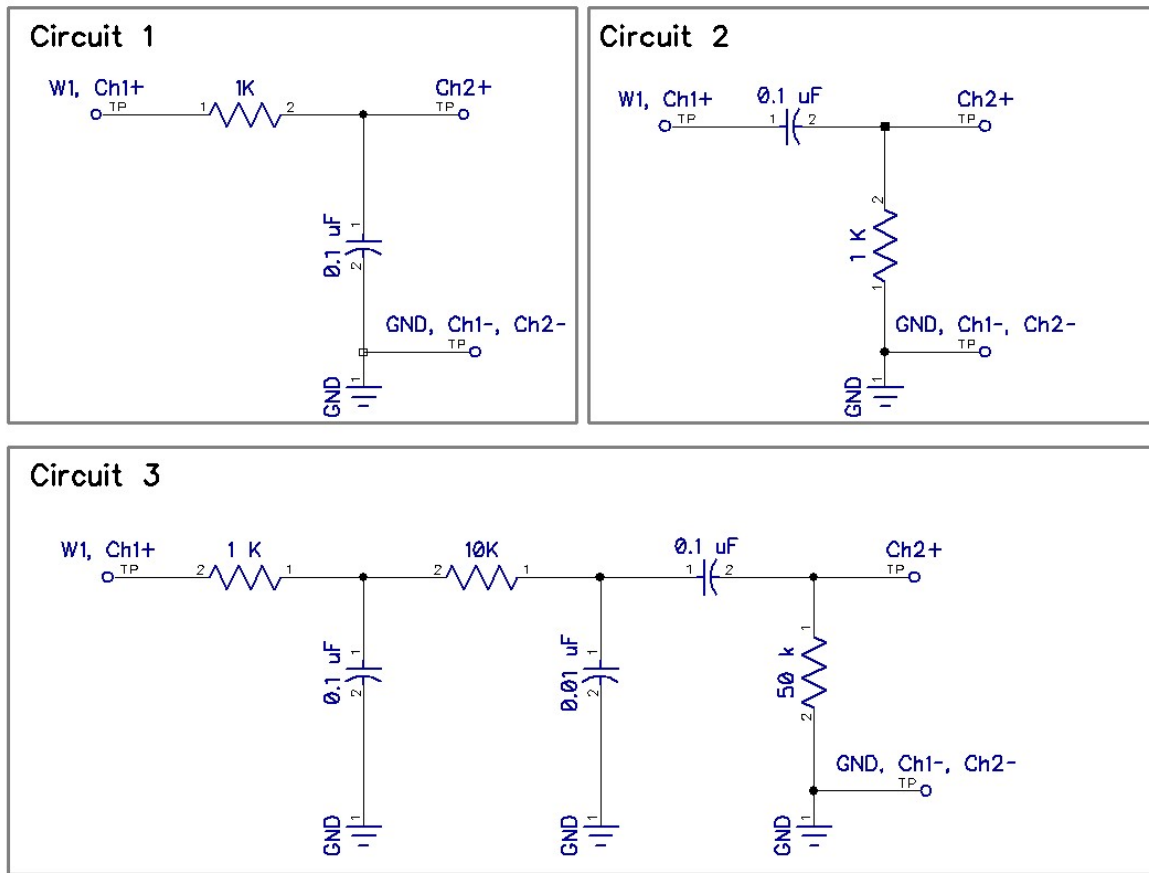 Circuit 1
W1, Ch1+
TP
1
1K
2
Ch2+
TP
0.1 uF
1
2
GND, Ch1-, Ch2-
TP
GND
1
Circuit 2
W1, Ch1+
TP
0.1 uF
1
2
Ch2+
TP
2
1 K
1
GND, Ch1-, Ch2-
TP
GND
1
Circuit 3
W1, Ch1+
TP
1 K
2
1
10K
2
1
0.1 uF
1
2
Ch2+
TP
0.1 uF
1
2
0.01 uF
1
2
50 k
1
2
GND, Ch1-, Ch2-
TP
GND
1
GND
1
GND
1